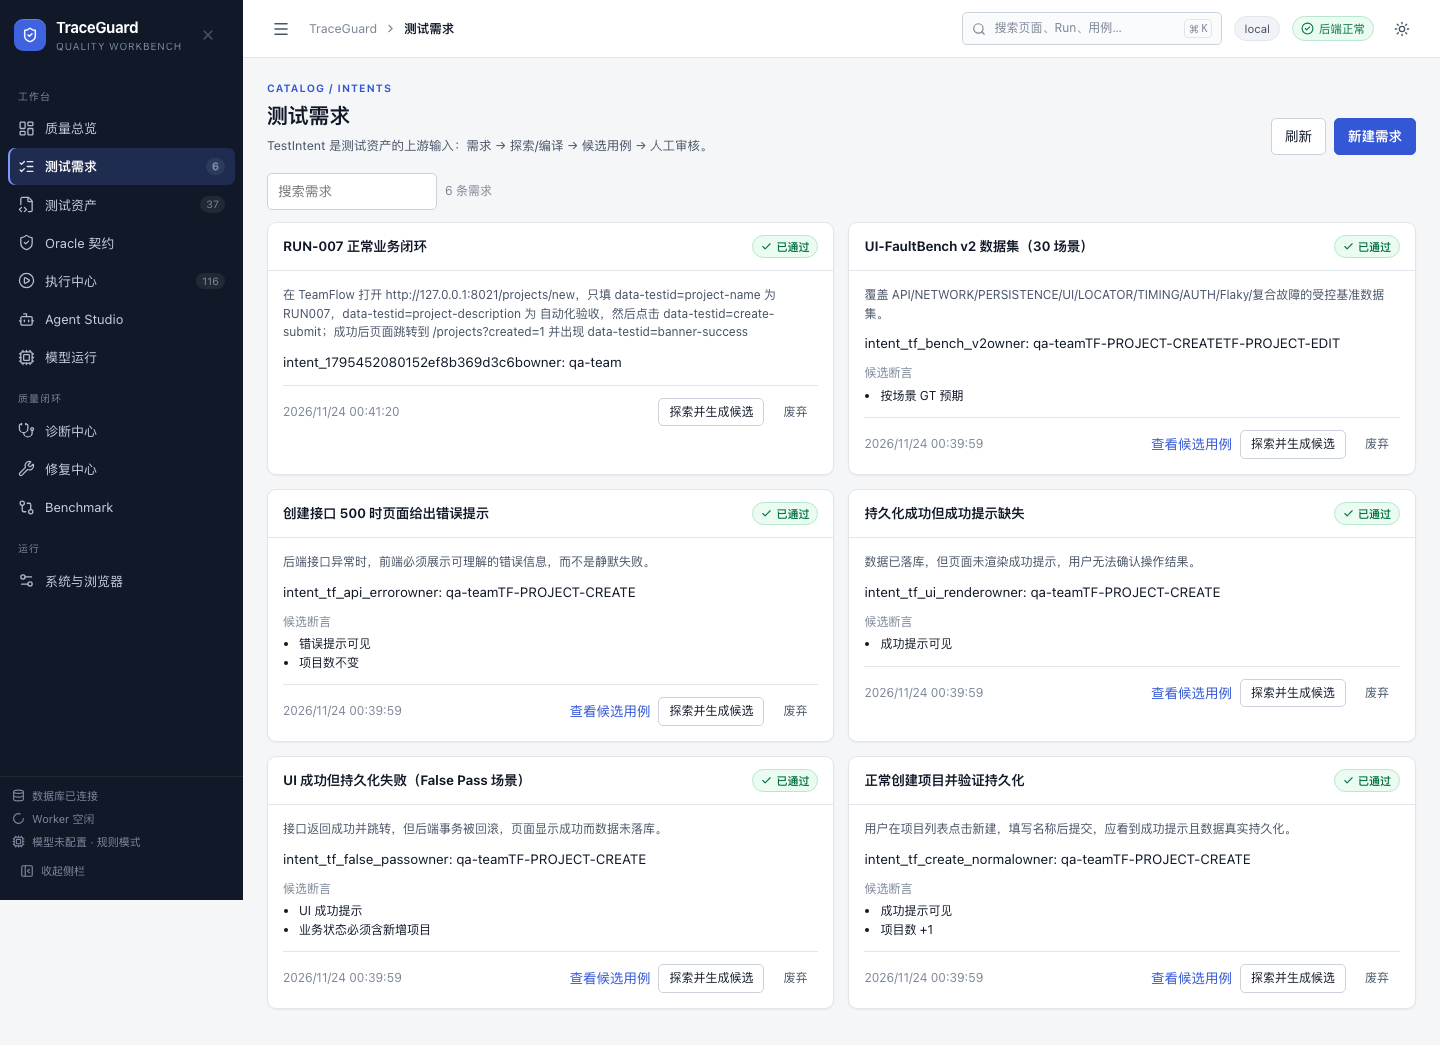 TraceGuard
QUALITY WORKBENCH
工作台
质量总览
测试需求 6
测试资产 37
Oracle 契约
执行中心 116
Agent Studio
模型运行
质量闭环
诊断中心
修复中心
Benchmark
运行
系统与浏览器
数据库已连接
Worker 空闲
模型未配置 · 规则模式
收起侧栏
TraceGuard > 测试需求
搜索页面、Run、用例... ⌘ K
local
后端正常
CATALOG / INTENTS
测试需求
TestIntent 是测试资产的上游输入：需求 → 探索/编译 → 候选用例 → 人工审核。
刷新
新建需求
搜索需求
6 条需求
RUN-007 正常业务闭环
已通过
在 TeamFlow 打开 http://127.0.0.1:8021/projects/new，只填 data-testid=project-name 为
RUN007，data-testid=project-description 为 自动化验收，然后点击 data-testid=create-
submit；成功后页面跳转到 /projects?created=1 并出现 data-testid=banner-success
intent_1795452080152ef8b369d3c6bowner: qa-team
2026/11/24 00:41:20
探索并生成候选
废弃
UI-FaultBench v2 数据集（30 场景）
已通过
覆盖 API/NETWORK/PERSISTENCE/UI/LOCATOR/TIMING/AUTH/Flaky/复合故障的受控基准数据
集。
intent_tf_bench_v2owner: qa-teamTF-PROJECT-CREATETF-PROJECT-EDIT
候选断言
• 按场景 GT 预期
2026/11/24 00:39:59
查看候选用例
探索并生成候选
废弃
创建接口 500 时页面给出错误提示
已通过
后端接口异常时，前端必须展示可理解的错误信息，而不是静默失败。
intent_tf_api_errorowner: qa-teamTF-PROJECT-CREATE
候选断言
• 错误提示可见
• 项目数不变
2026/11/24 00:39:59
查看候选用例
探索并生成候选
废弃
持久化成功但成功提示缺失
已通过
数据已落库，但页面未渲染成功提示，用户无法确认操作结果。
intent_tf_ui_renderowner: qa-teamTF-PROJECT-CREATE
候选断言
• 成功提示可见
2026/11/24 00:39:59
查看候选用例
探索并生成候选
废弃
UI 成功但持久化失败（False Pass 场景）
已通过
接口返回成功并跳转，但后端事务被回滚，页面显示成功而数据未落库。
intent_tf_false_passowner: qa-teamTF-PROJECT-CREATE
候选断言
• UI 成功提示
• 业务状态必须含新增项目
2026/11/24 00:39:59
查看候选用例
探索并生成候选
废弃
正常创建项目并验证持久化
已通过
用户在项目列表点击新建，填写名称后提交，应看到成功提示且数据真实持久化。
intent_tf_create_normalowner: qa-teamTF-PROJECT-CREATE
候选断言
• 成功提示可见
• 项目数 +1
2026/11/24 00:39:59
查看候选用例
探索并生成候选
废弃